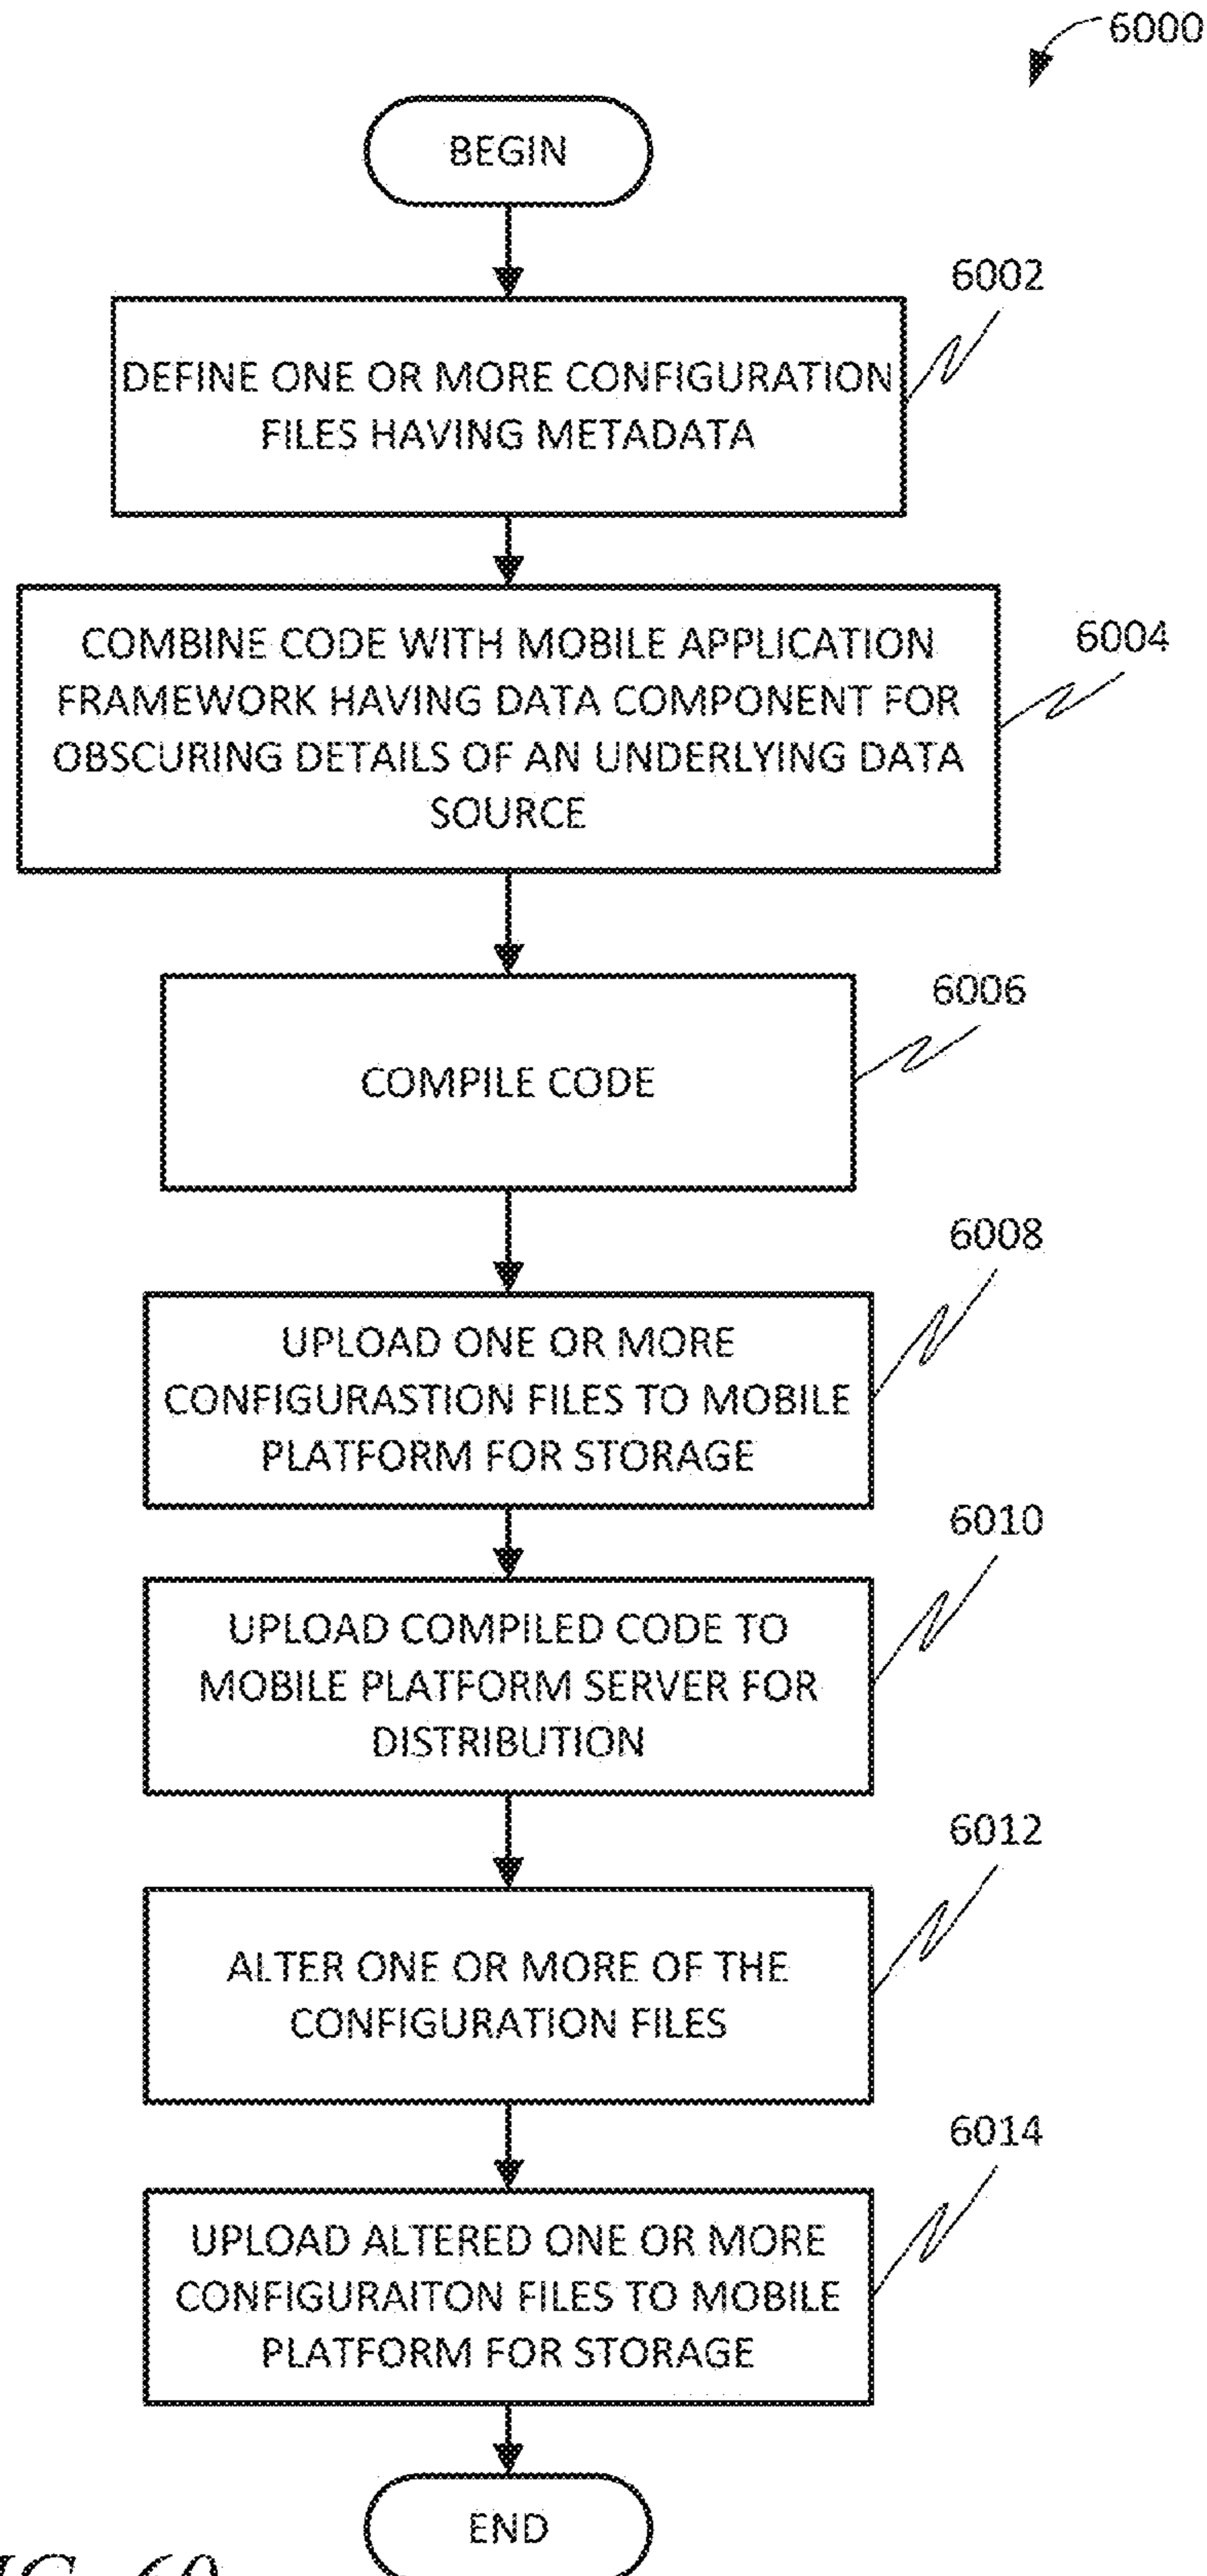 6000
BEGIN
6002
DEFINE ONE OR MORE CONFIGURATION
FILES HAVING METADATA
6004
COMBINE CODE WITH MOBILE APPLICATION
FRAMEWORK HAVING DATA COMPONENT FOR
OBSCURING DETAILS OF AN UNDERLYING DATA
SOURCE
6006
COMPILE CODE
6008
UPLOAD ONE OR MORE
CONFIGURASTION FILES TO MOBILE
PLATFORM FOR STORAGE
6010
UPLOAD COMPILED CODE TO
MOBILE PLATFORM SERVER FOR
DISTRIBUTION
6012
ALTER ONE OR MORE OF THE
CONFIGURATION FILES
6014
UPLOAD ALTERED ONE OR MORE
CONFIGURAITON FILES TO MOBILE
PLATFORM FOR STORAGE
END